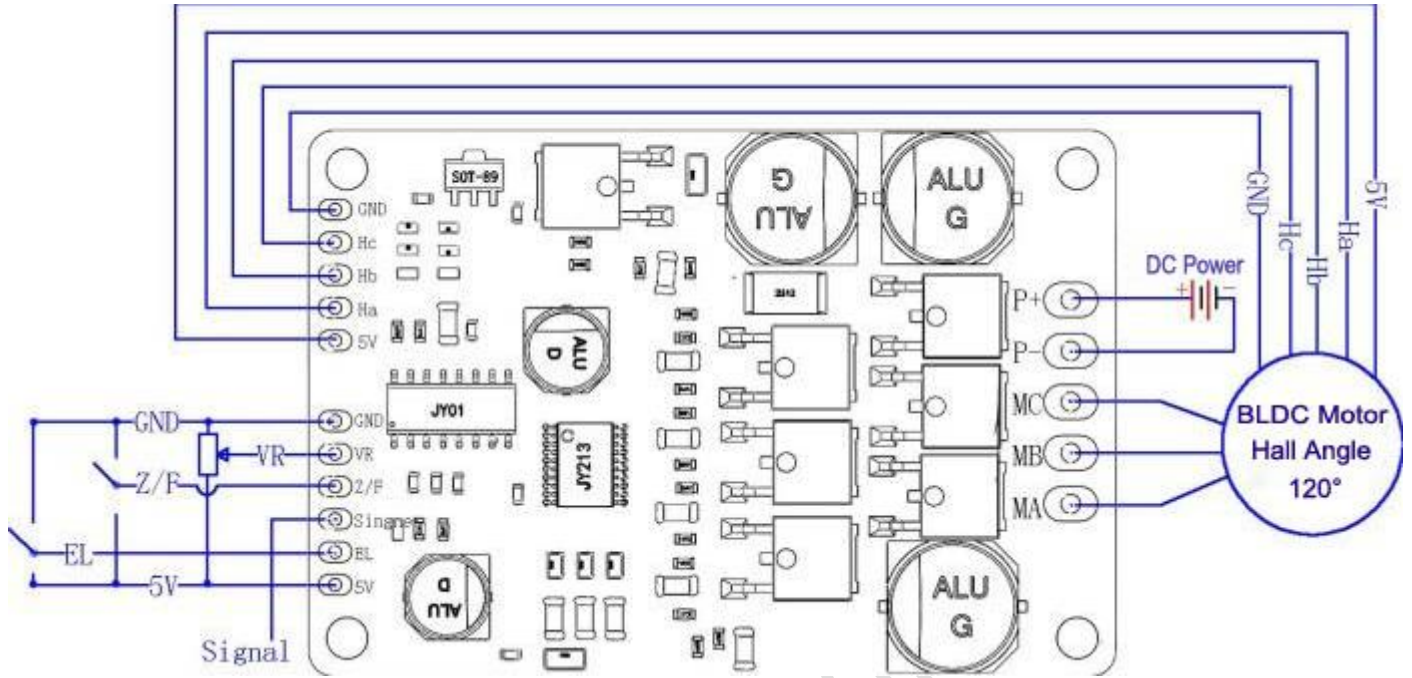 GND
Hc
Hb
Ha
5V
GND
VR
Z/F
Singne
EL
5V
GND
VR
Z/F
EL
5V
Signal
SOT-89
ALU
G
ALU
G
ALU
D
JY01
JY213
ALU
D
ALU
G
P+
P-
MC
MB
MA
DC Power
+ -
GND
Hc
Hb
Ha
5V
BLDC Motor
Hall Angle
120°